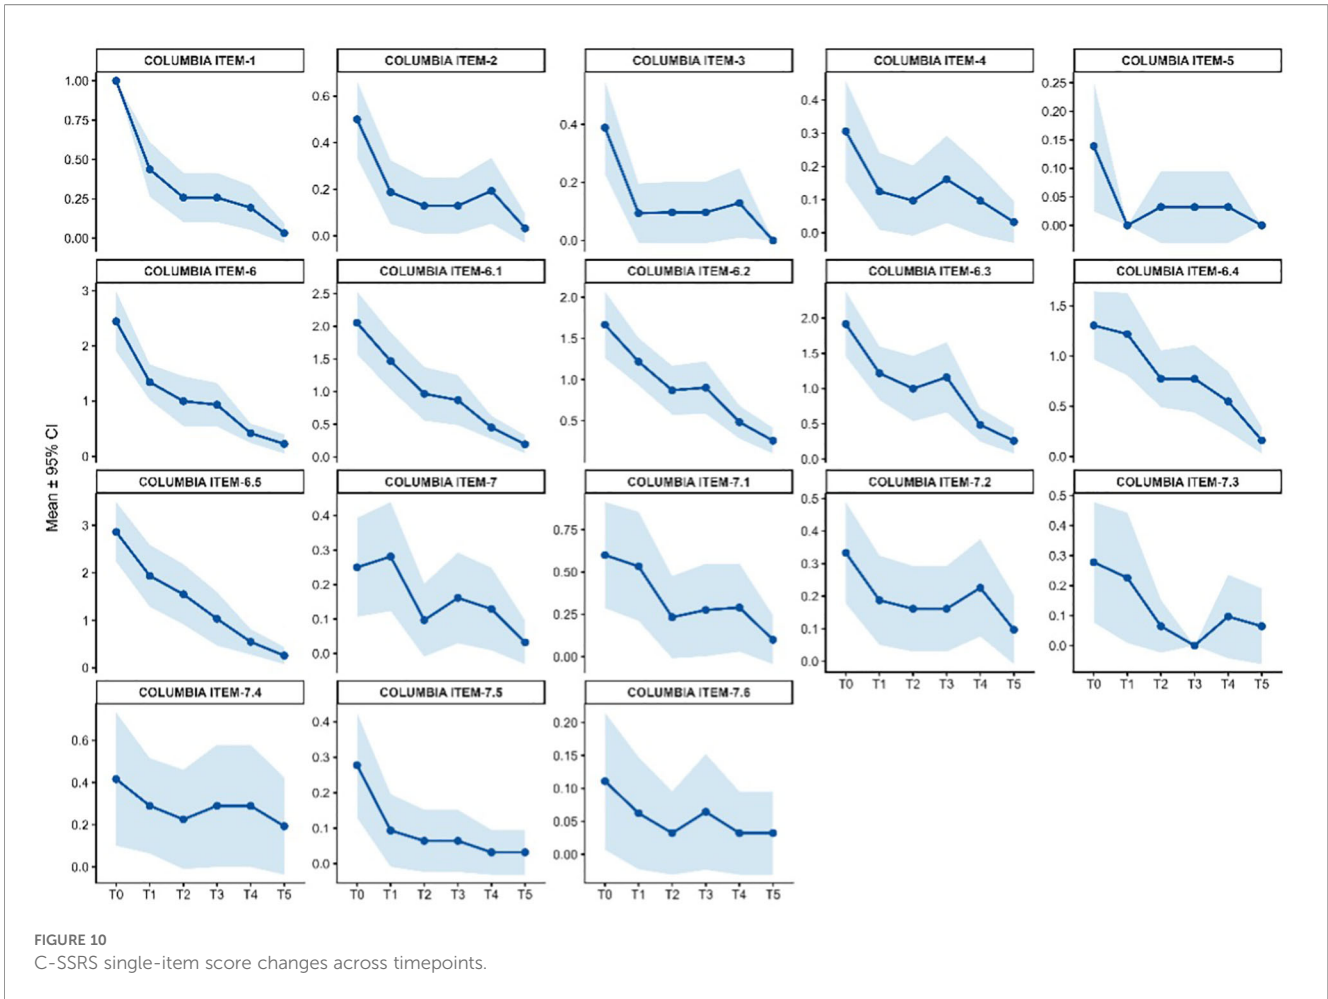 COLUMBIA ITEM-1 COLUMBIA ITEM-2 COLUMBIA ITEM-3 COLUMBIA ITEM-4 COLUMBIA ITEM-5
1.00 0.75 0.50 0.25 0.00
0.6 0.4 0.2 0.0
0.4 0.2 0.0
0.4 0.3 0.2 0.1 0.0
0.25 0.20 0.15 0.10 0.05 0.00
COLUMBIA ITEM-6 COLUMBIA ITEM-6.1 COLUMBIA ITEM-6.2 COLUMBIA ITEM-6.3 COLUMBIA ITEM-6.4
3 2 1 0
2.5 2.0 1.5 1.0 0.5 0.0
2.0 1.5 1.0 0.5
2.0 1.5 1.0 0.5 0.0
1.5 1.0 0.5 0.0
Mean ± 95% CI
COLUMBIA ITEM-6.5 COLUMBIA ITEM-7 COLUMBIA ITEM-7.1 COLUMBIA ITEM-7.2 COLUMBIA ITEM-7.3
3 2 1 0
0.4 0.3 0.2 0.1 0.0
0.75 0.50 0.25 0.00
0.5 0.4 0.3 0.2 0.1 0.0
0.5 0.4 0.3 0.2 0.1 0.0
T0 T1 T2 T3 T4 T5 T0 T1 T2 T3 T4 T5
COLUMBIA ITEM-7.4 COLUMBIA ITEM-7.5 COLUMBIA ITEM-7.6
0.6 0.4 0.2 0.0
0.4 0.3 0.2 0.1 0.0
0.20 0.15 0.10 0.05 0.00
T0 T1 T2 T3 T4 T5 T0 T1 T2 T3 T4 T5 T0 T1 T2 T3 T4 T5
FIGURE 10
C-SSRS single-item score changes across timepoints.